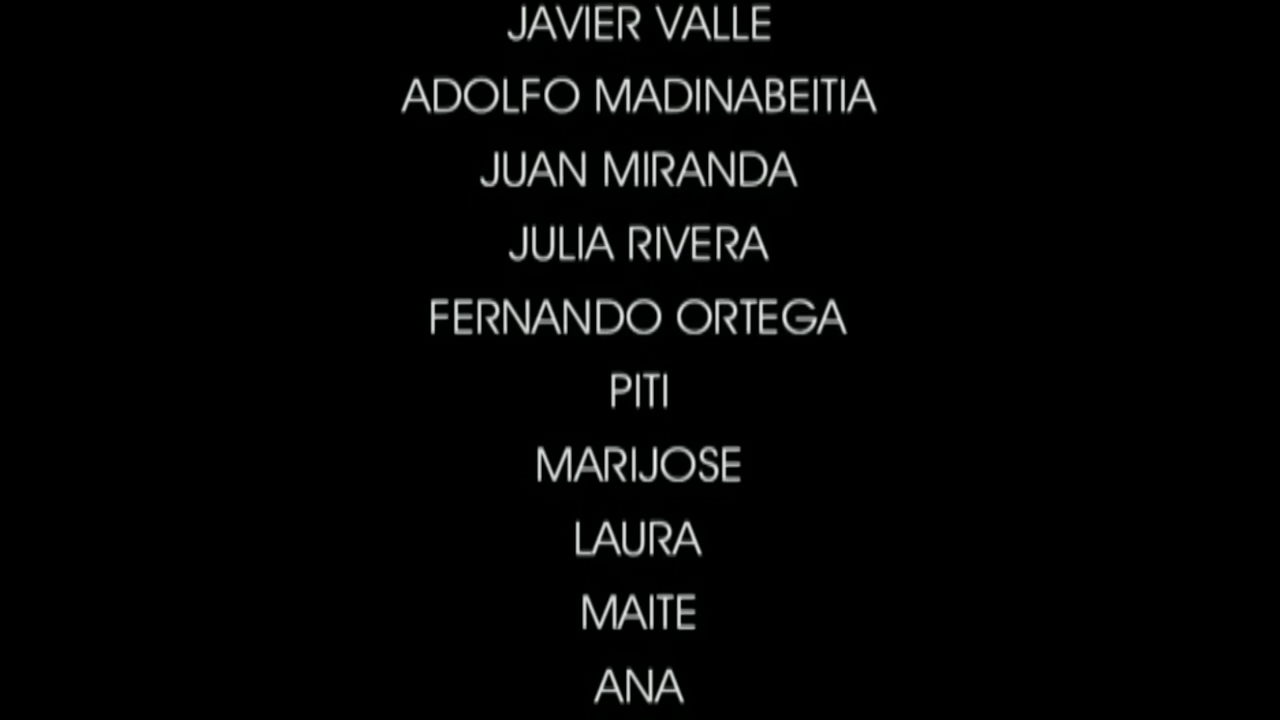 JAVIER VALLE
ADOLFO MADINABEITIA
JUAN MIRANDA
JULIA RIVERA
FERNANDO ORTEGA
PITI
MARIJOSE
LAURA
MAITE
ANA